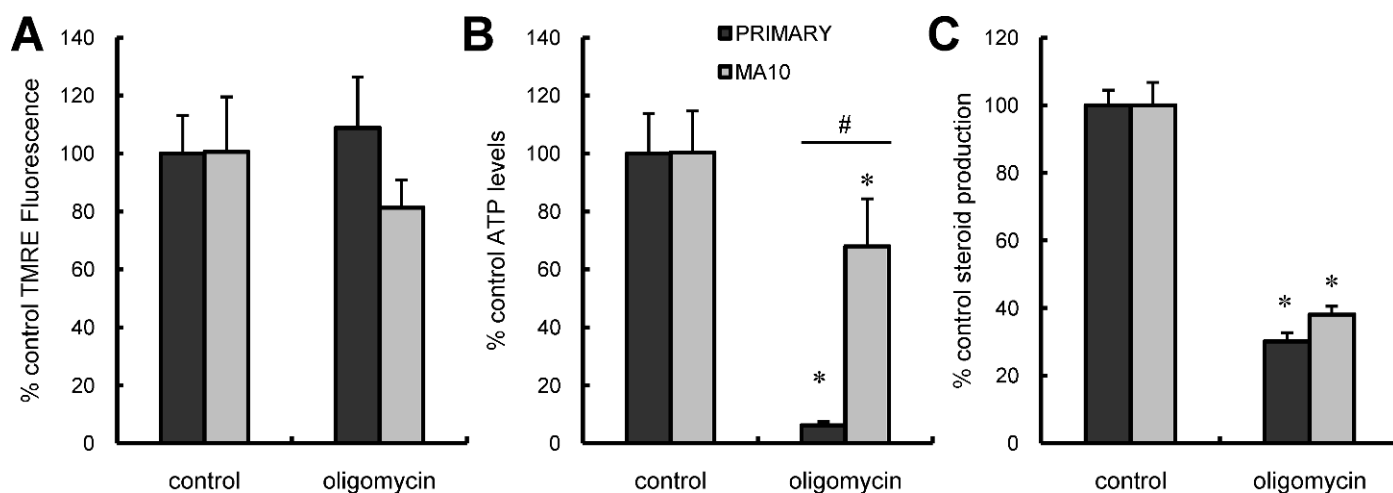 A
% control TMRE Fluorescence
140
120
100
80
60
40
20
0
control
oligomycin
B
% control ATP levels
140
120
100
80
60
40
20
0
PRIMARY
MA10
#
*
*
control
oligomycin
C
% control steroid production
120
100
80
60
40
20
0
*
*
control
oligomycin